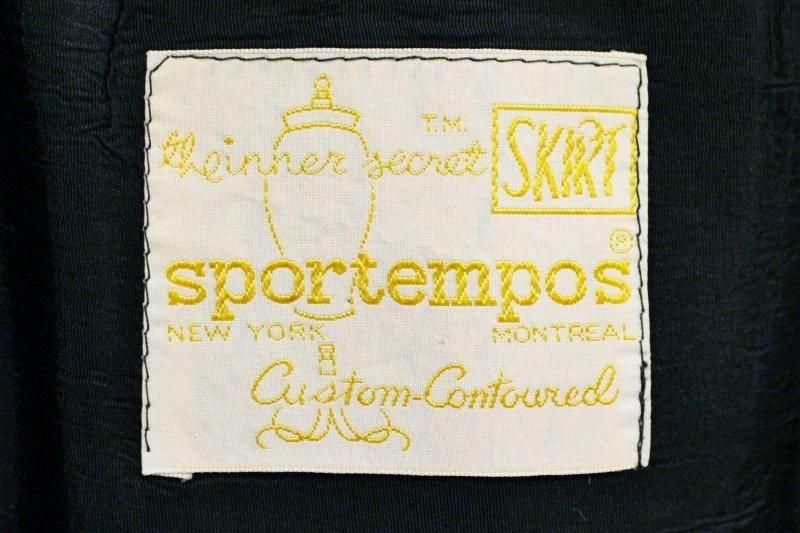 T.M.
the inner secret SKIRT
sportempos ®
NEW YORK MONTREAL
Custom-Contoured